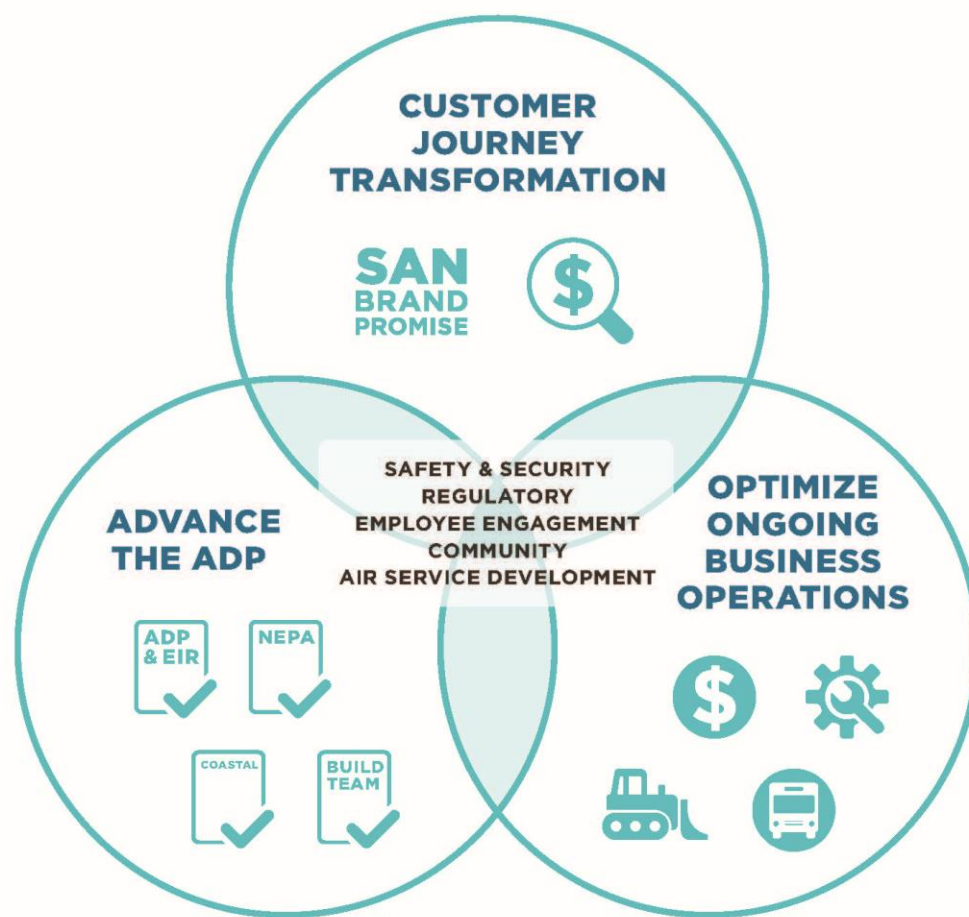 CUSTOMER
JOURNEY
TRANSFORMATION
SAN
BRAND
PROMISE
$
SAFETY & SECURITY
REGULATORY
EMPLOYEE ENGAGEMENT
COMMUNITY
AIR SERVICE DEVELOPMENT
ADVANCE
THE ADP
ADP
& EIR
NEPA
COASTAL
BUILD
TEAM
OPTIMIZE
ONGOING
BUSINESS
OPERATIONS
$